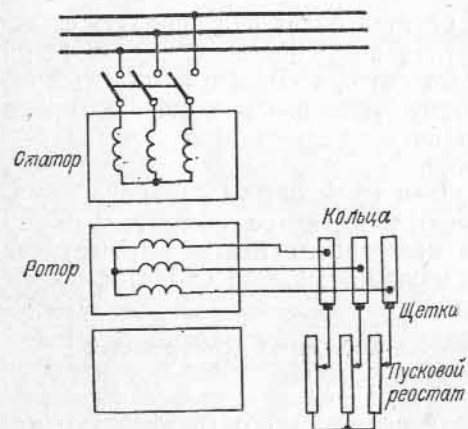 Статор
Кольца
Ротор
Щетки
Пусковой
реостат